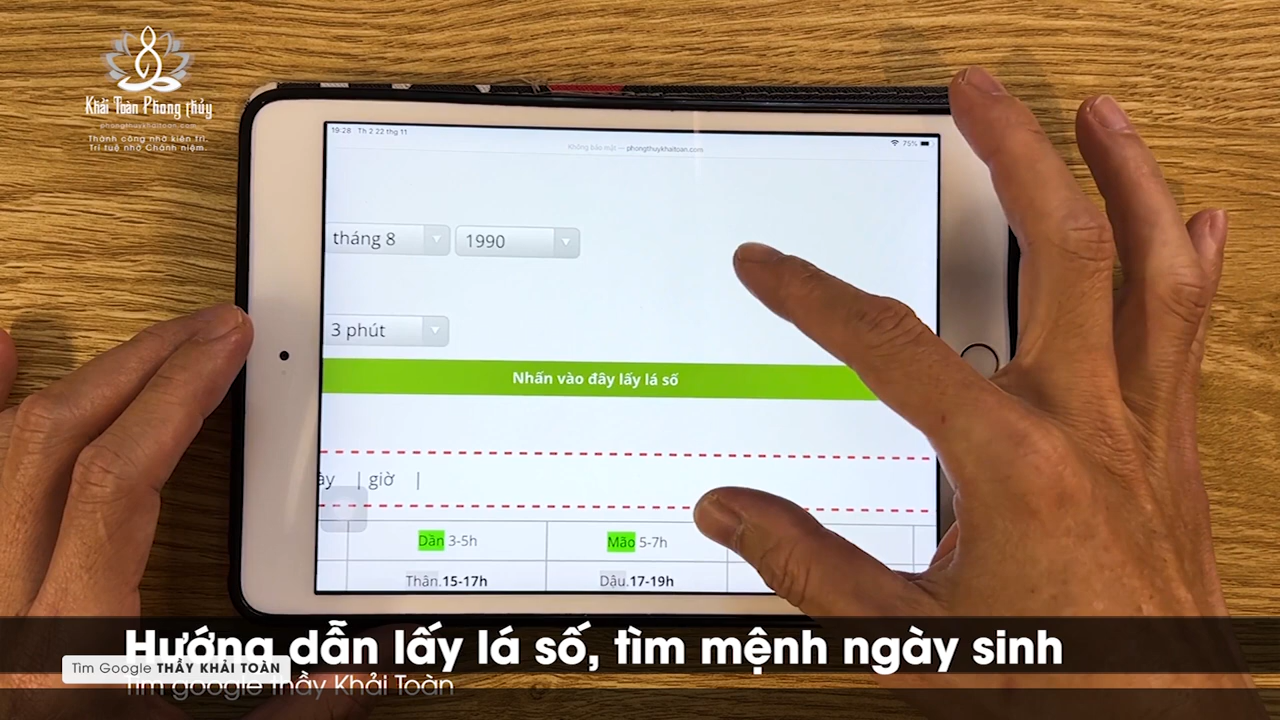 Khải Toàn Phong thủy
phongthuykhaitoan.com
Thành công nhờ kiên trì.
Trí tuệ nhờ Chánh niệm.
19:28 Th 2 22 thg 11
Không bảo mật — phongthuykhaitoan.com
75%
tháng 8
1990
3 phút
Nhấn vào đây lấy lá số
| giờ |
Dần 3-5h
Mão 5-7h
Thân.15-17h
Dậu.17-19h
Hướng dẫn lấy lá số, tìm mệnh ngày sinh
Tìm Google THẦY KHẢI TOÀN
Tìm google thầy Khải Toàn